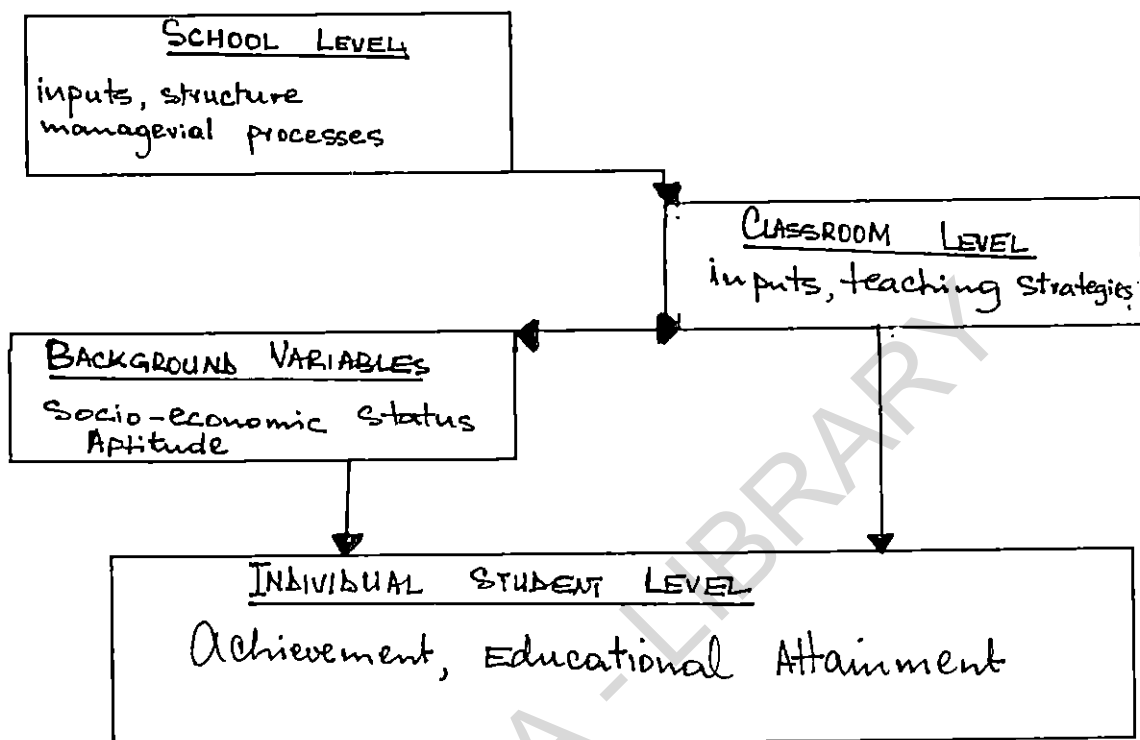 SCHOOL LEVEL
inputs, structure
managerial processes
CLASSROOM LEVEL
inputs, teaching strategies
BACKGROUND VARIABLES
Socio-economic status
Aptitude
INDIVIDUAL STUDENT LEVEL
Achievement, Educational Attainment
A - LIBRARY